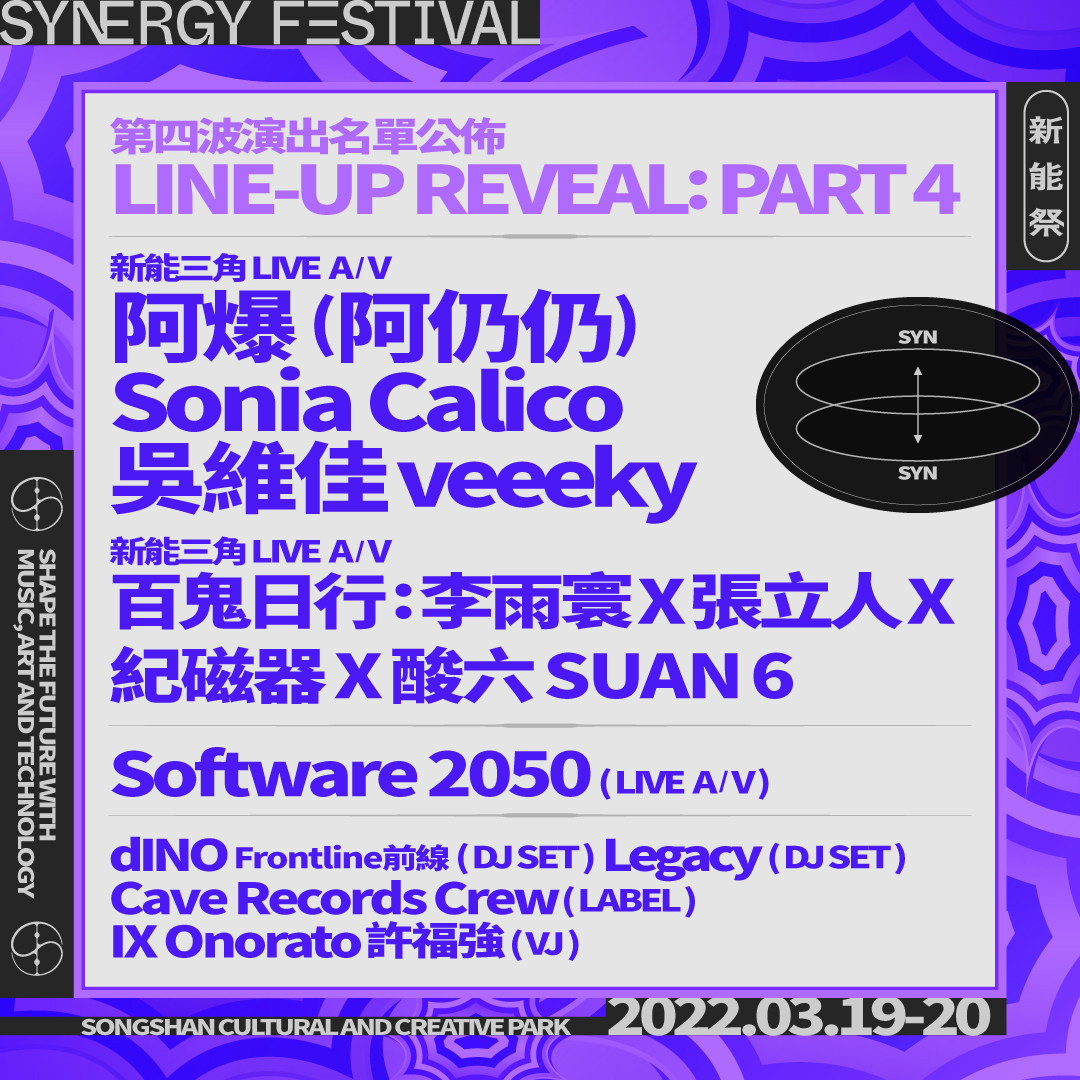 SYNERGY FESTIVAL
新能祭
第四波演出名單公佈
LINE-UP REVEAL: PART 4
新能三角 LIVE A/V
阿爆 (阿仍仍)
Sonia Calico
吳維佳 veeeky
新能三角 LIVE A/V
百鬼日行：李雨寰 X 張立人 X
紀磁器 X 酸六 SUAN 6
Software 2050 (LIVE A/V)
dINO Frontline前線 (DJ SET) Legacy (DJ SET)
Cave Records Crew (LABEL)
IX Onorato 許福強 (VJ)
SYN
SYN
SHAPE THE FUTURE WITH
MUSIC, ART AND TECHNOLOGY
SONGSHAN CULTURAL AND CREATIVE PARK
2022.03.19-20